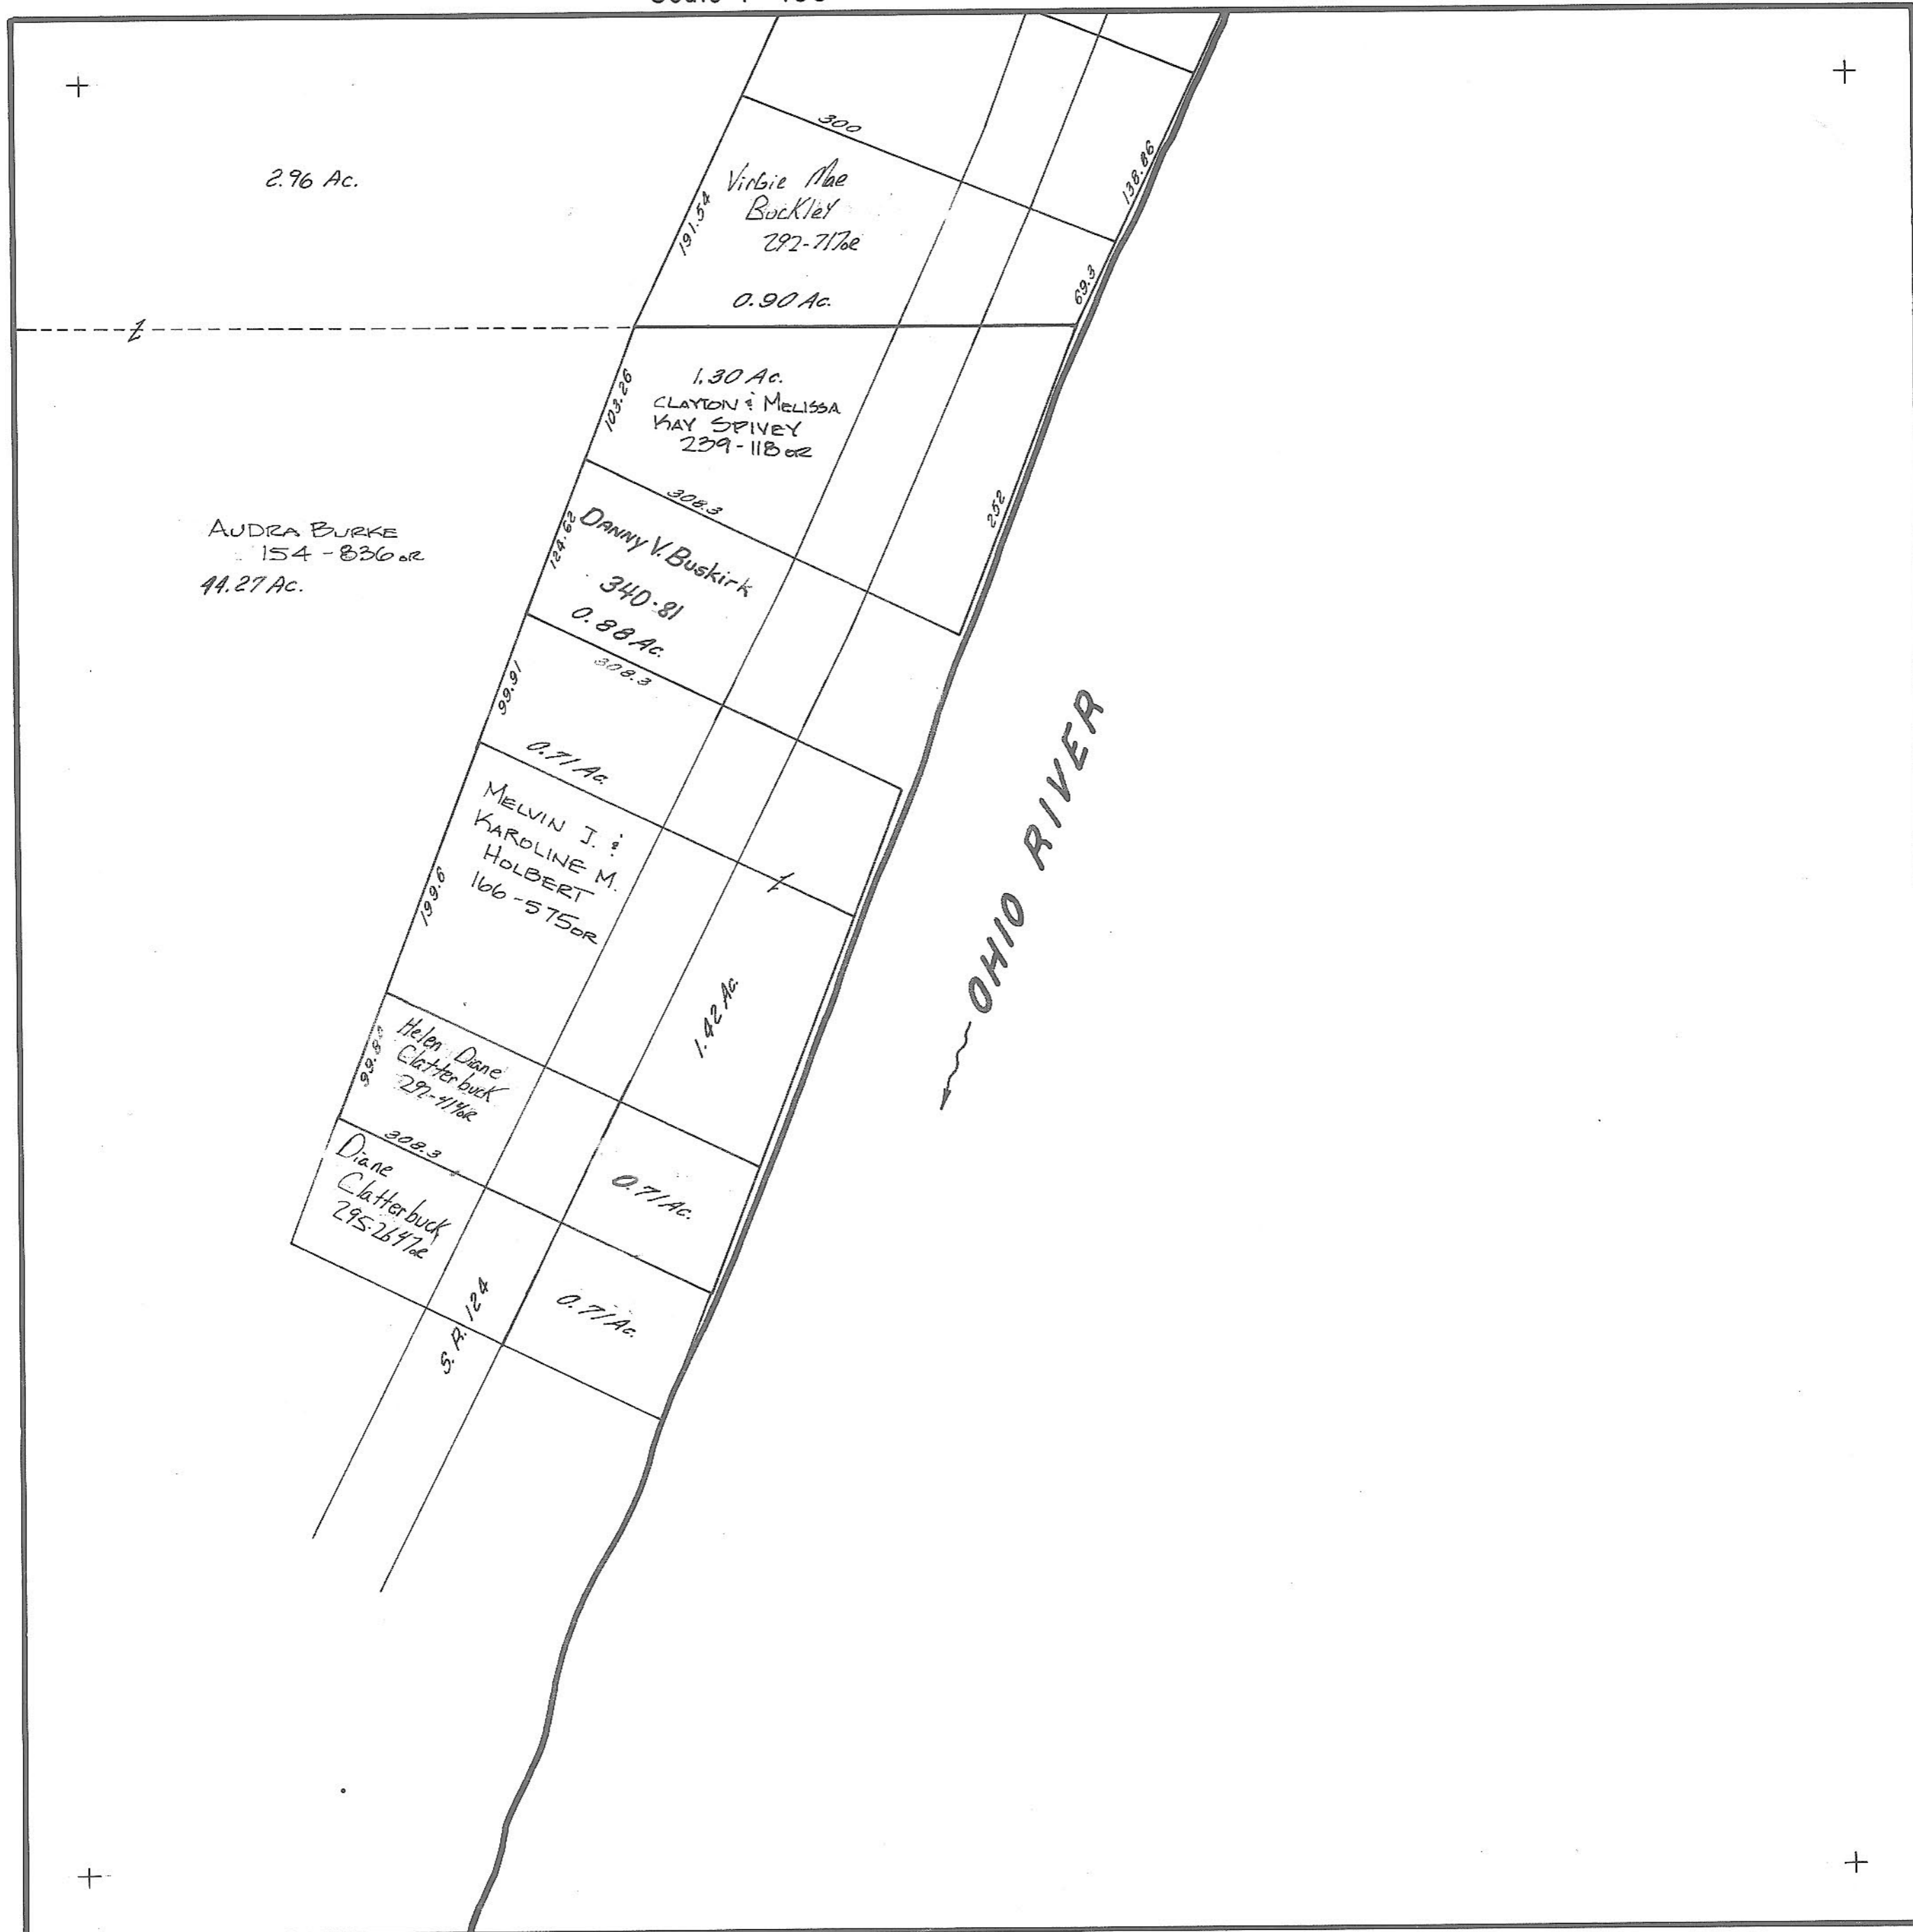 2.96 Ac.
300
138.86
191.54
Virgie Mae
Buckley
292-717OR
0.90 Ac.
69.3
1.30 Ac.
CLAYTON & MELISSA
KAY SPIVEY
239-118 OR
103.26
308.3
252
AUDRA BURKE
154-836 OR
44.27 Ac.
124.62
DANNY V. Buskirk
340-81
0.88 Ac.
308.3
99.91
0.71 Ac.
MELVIN J. &
KAROLINE M.
HOLBERT
166-575 OR
199.6
1.42 Ac.
OHIO RIVER
Helen Diane
Clatterbuck
308.3
0.71 Ac.
Diane
Clatterbuck
S.R. 124
0.71 Ac.